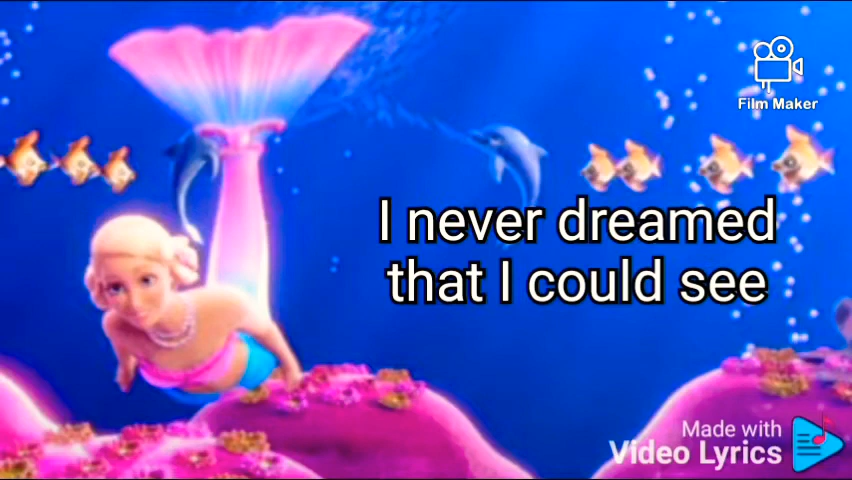 Film Maker
I never dreamed
that I could see
Made with
Video Lyrics